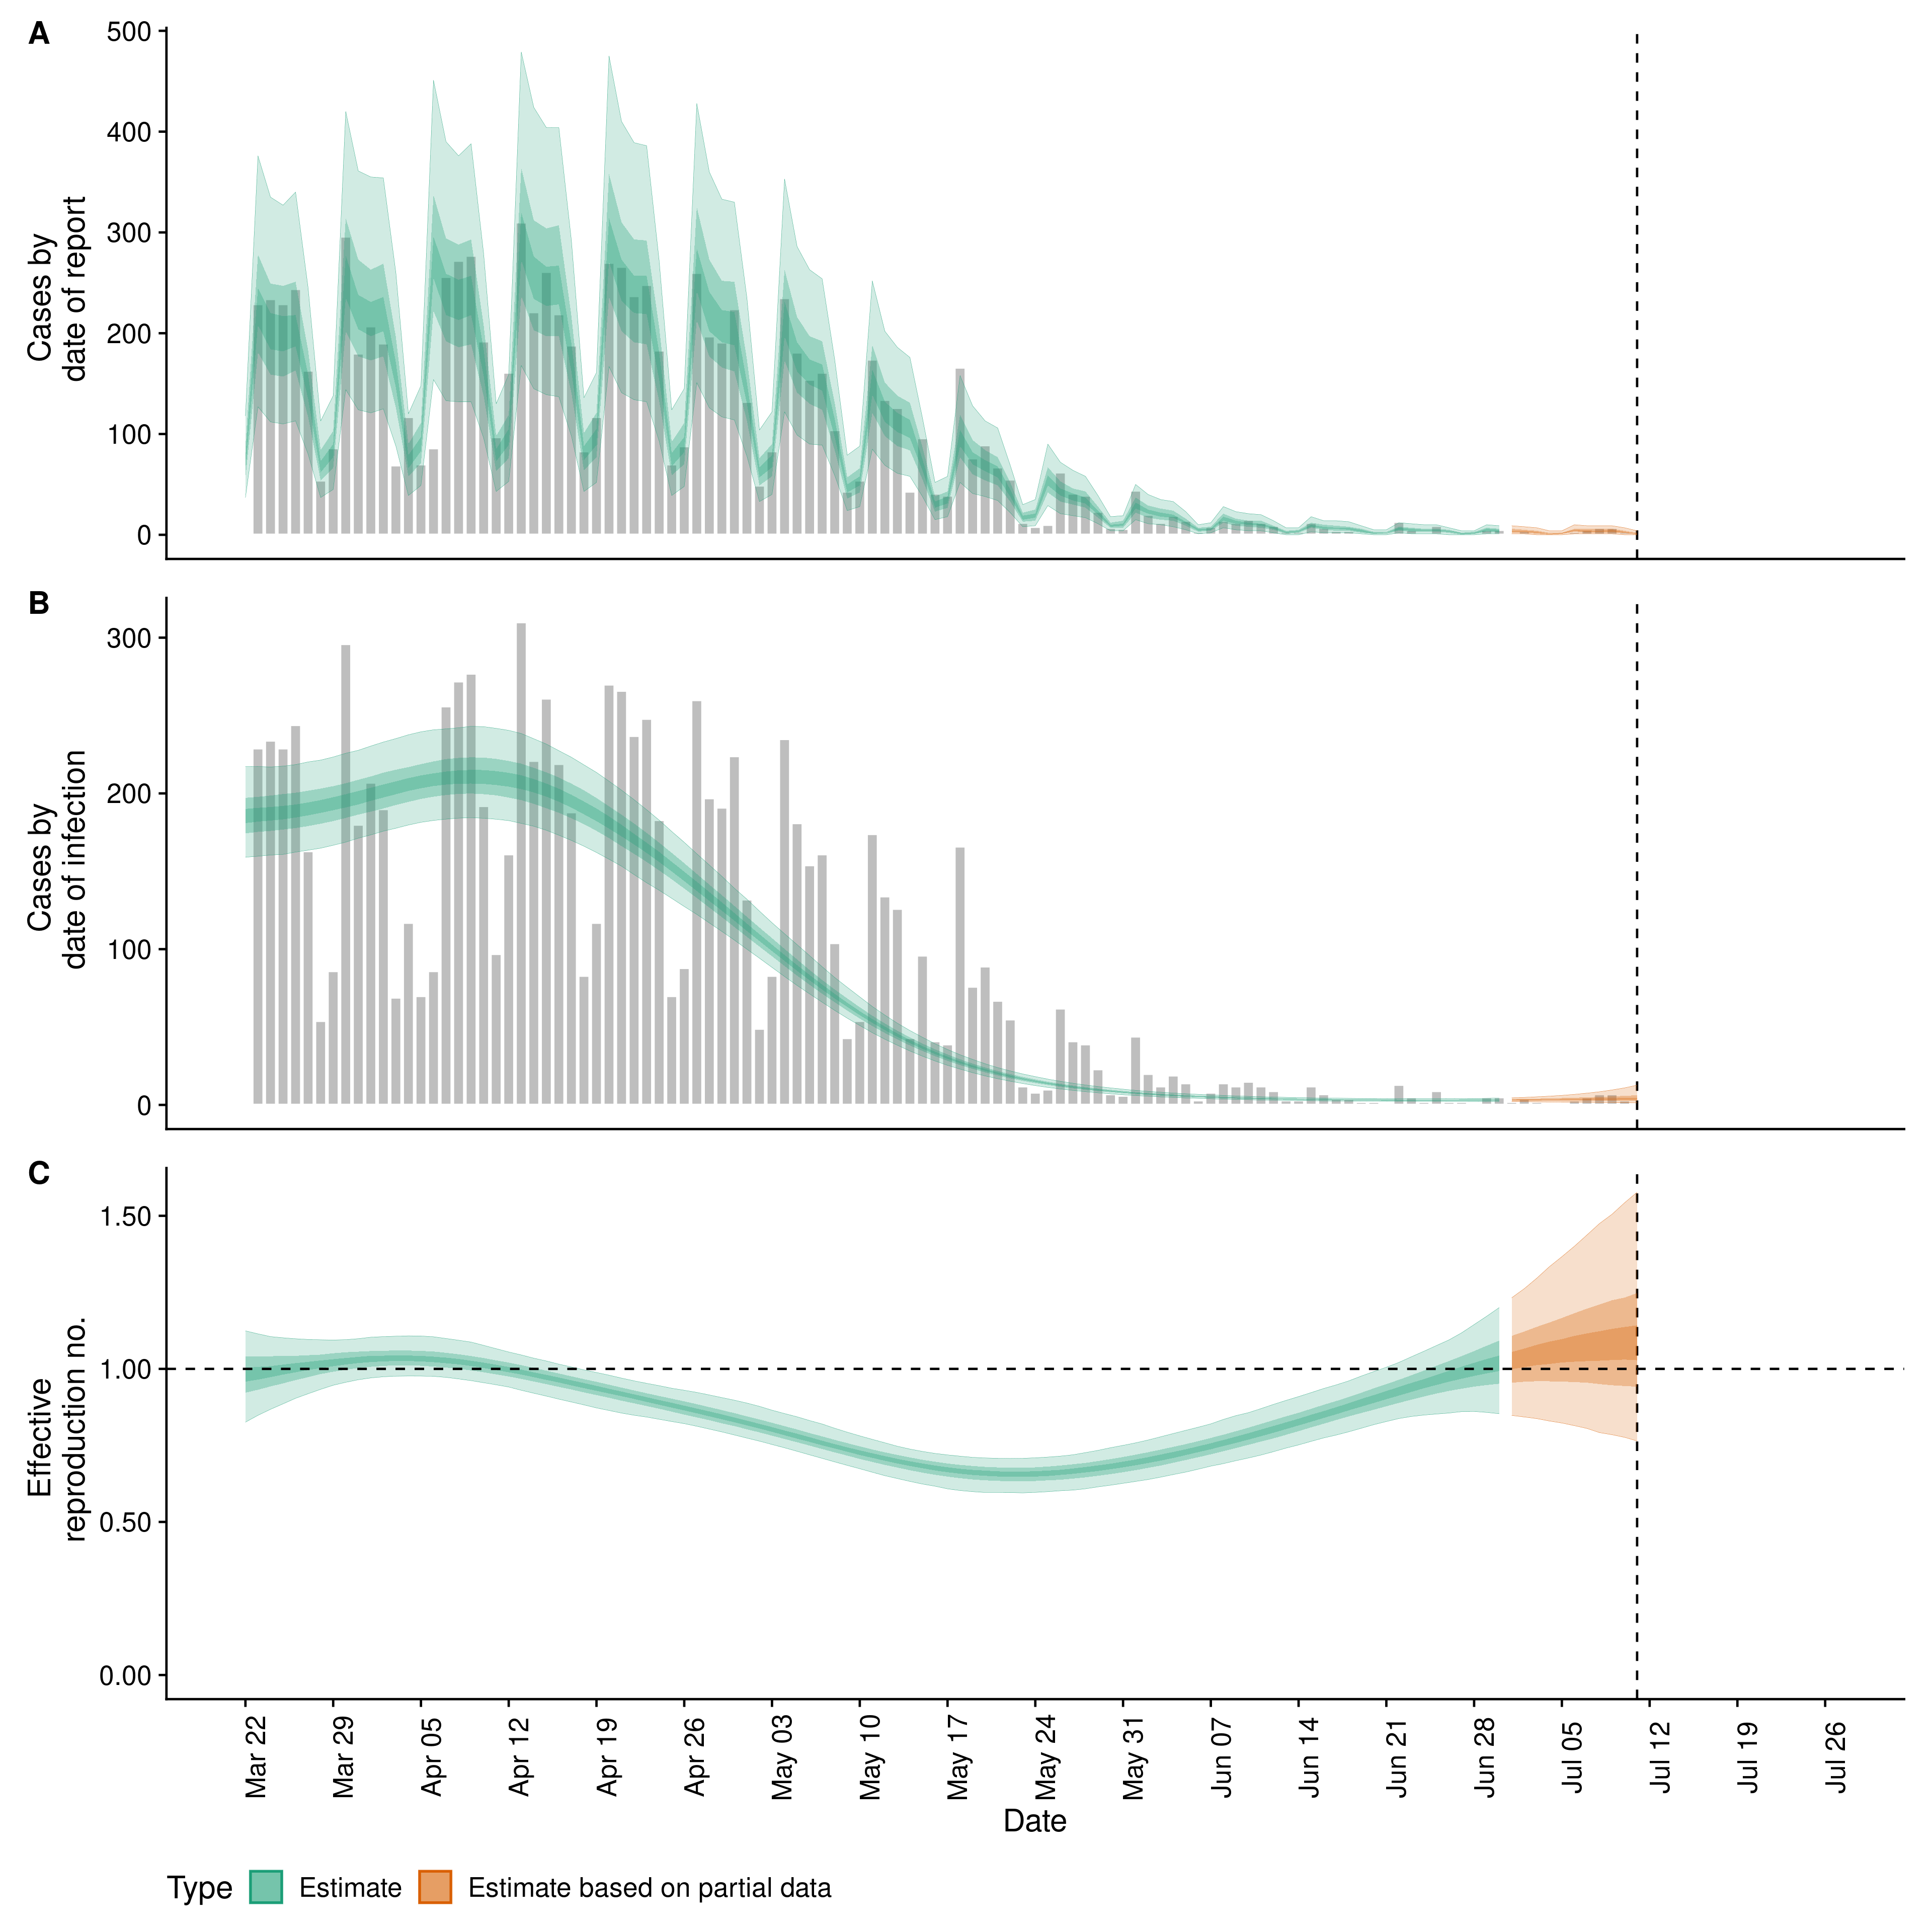 A
Cases by
date of report
500
400
300
200
100
0
B
Cases by
date of infection
300
200
100
0
C
Effective
reproduction no.
1.50
1.00
0.50
0.00
Mar 22
Mar 29
Apr 05
Apr 12
Apr 19
Apr 26
May 03
May 10
May 17
May 24
May 31
Jun 07
Jun 14
Jun 21
Jun 28
Jul 05
Jul 12
Jul 19
Jul 26
Date
Type
Estimate
Estimate based on partial data